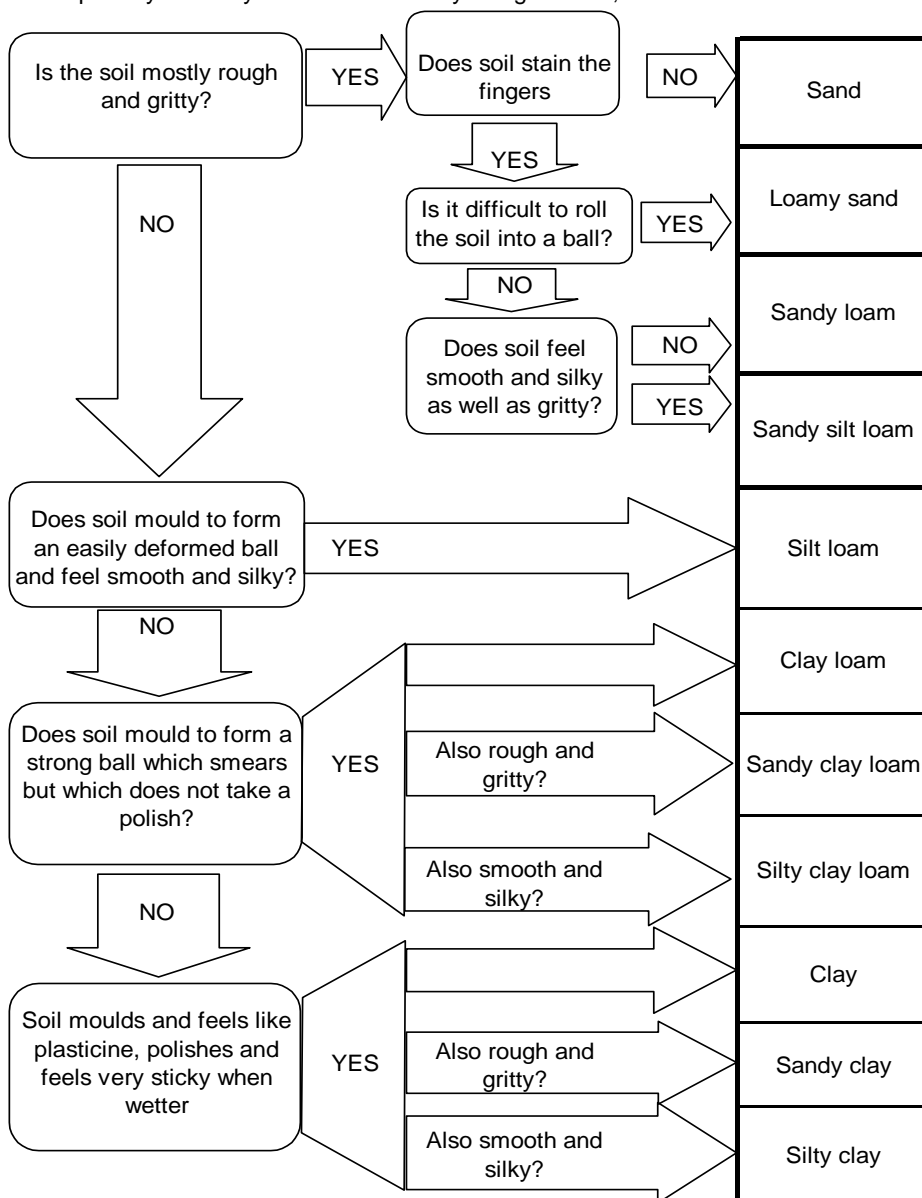 Is the soil mostly rough
and gritty?
YES
Does soil stain the
fingers
NO
Sand
YES
NO
Is it difficult to roll
the soil into a ball?
YES
Loamy sand
NO
Does soil feel
smooth and silky
as well as gritty?
NO
Sandy loam
YES
Sandy silt loam
Does soil mould to form
an easily deformed ball
and feel smooth and silky?
YES
Silt loam
NO
Does soil mould to form a
strong ball which smears
but which does not take a
polish?
YES
Clay loam
Also rough and
gritty?
Sandy clay loam
Also smooth and
silky?
Silty clay loam
NO
Soil moulds and feels like
plasticine, polishes and
feels very sticky when
wetter
YES
Clay
Also rough and
gritty?
Sandy clay
Also smooth and
silky?
Silty clay